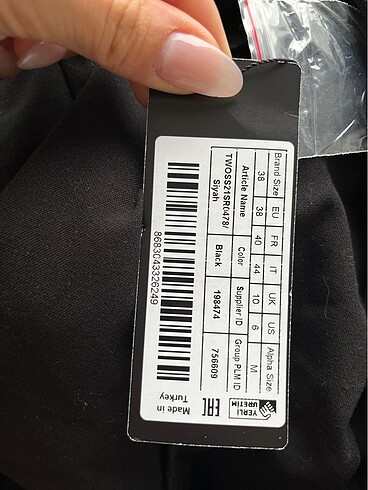 Brand Size EU FR IT UK US Alpha Size
38 38 40 44 10 6 M
Article Name Color Supplier ID Group PLM ID
TWOSS21SR0478/ Siyah Black 198474 756609
8683043326249
YERLİ
ÜRETİM
EAC
Made in
Turkey